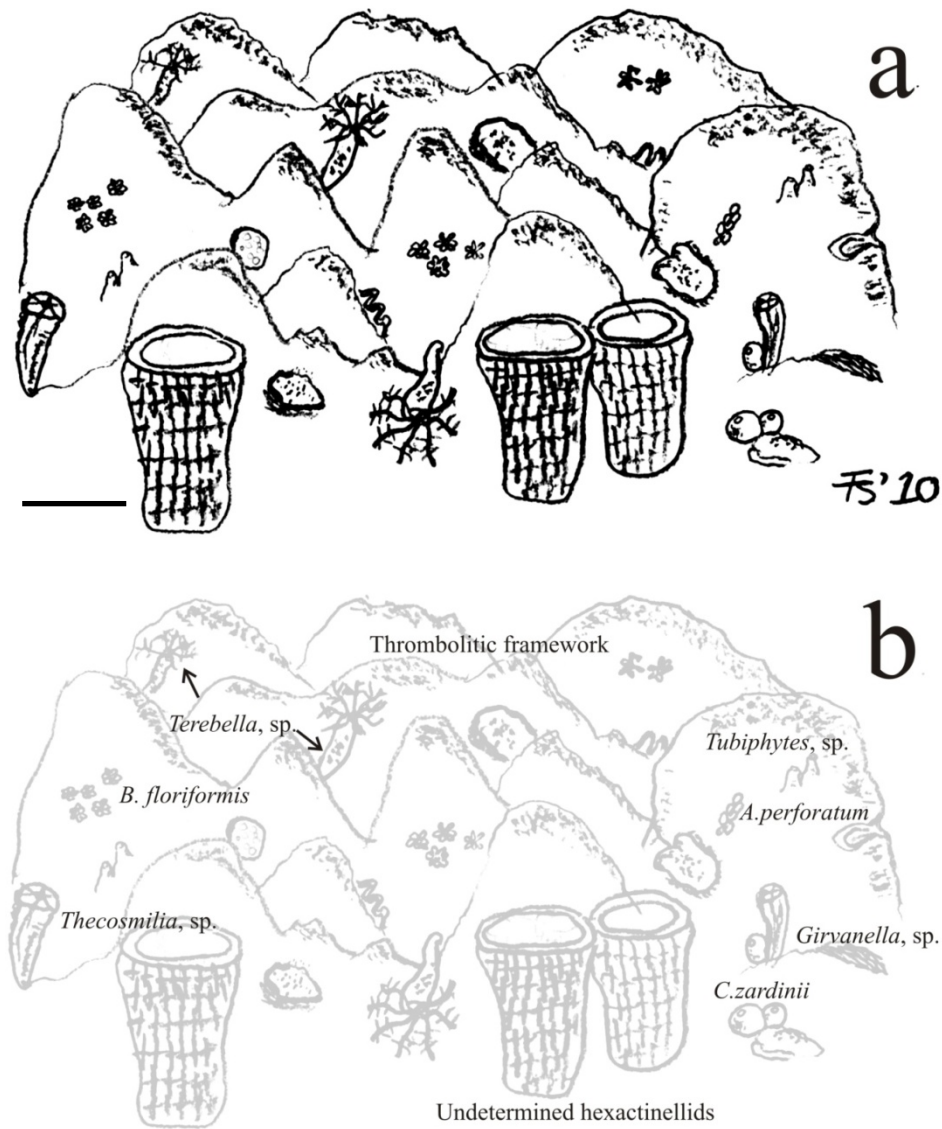 a
FS'10
b
Thrombolitic framework
Terebella, sp.
Tubiphytes, sp.
B. floriformis
A.perforatum
Thecosmilia, sp.
Girvanella, sp.
C.zardinii
Undetermined hexactinellids